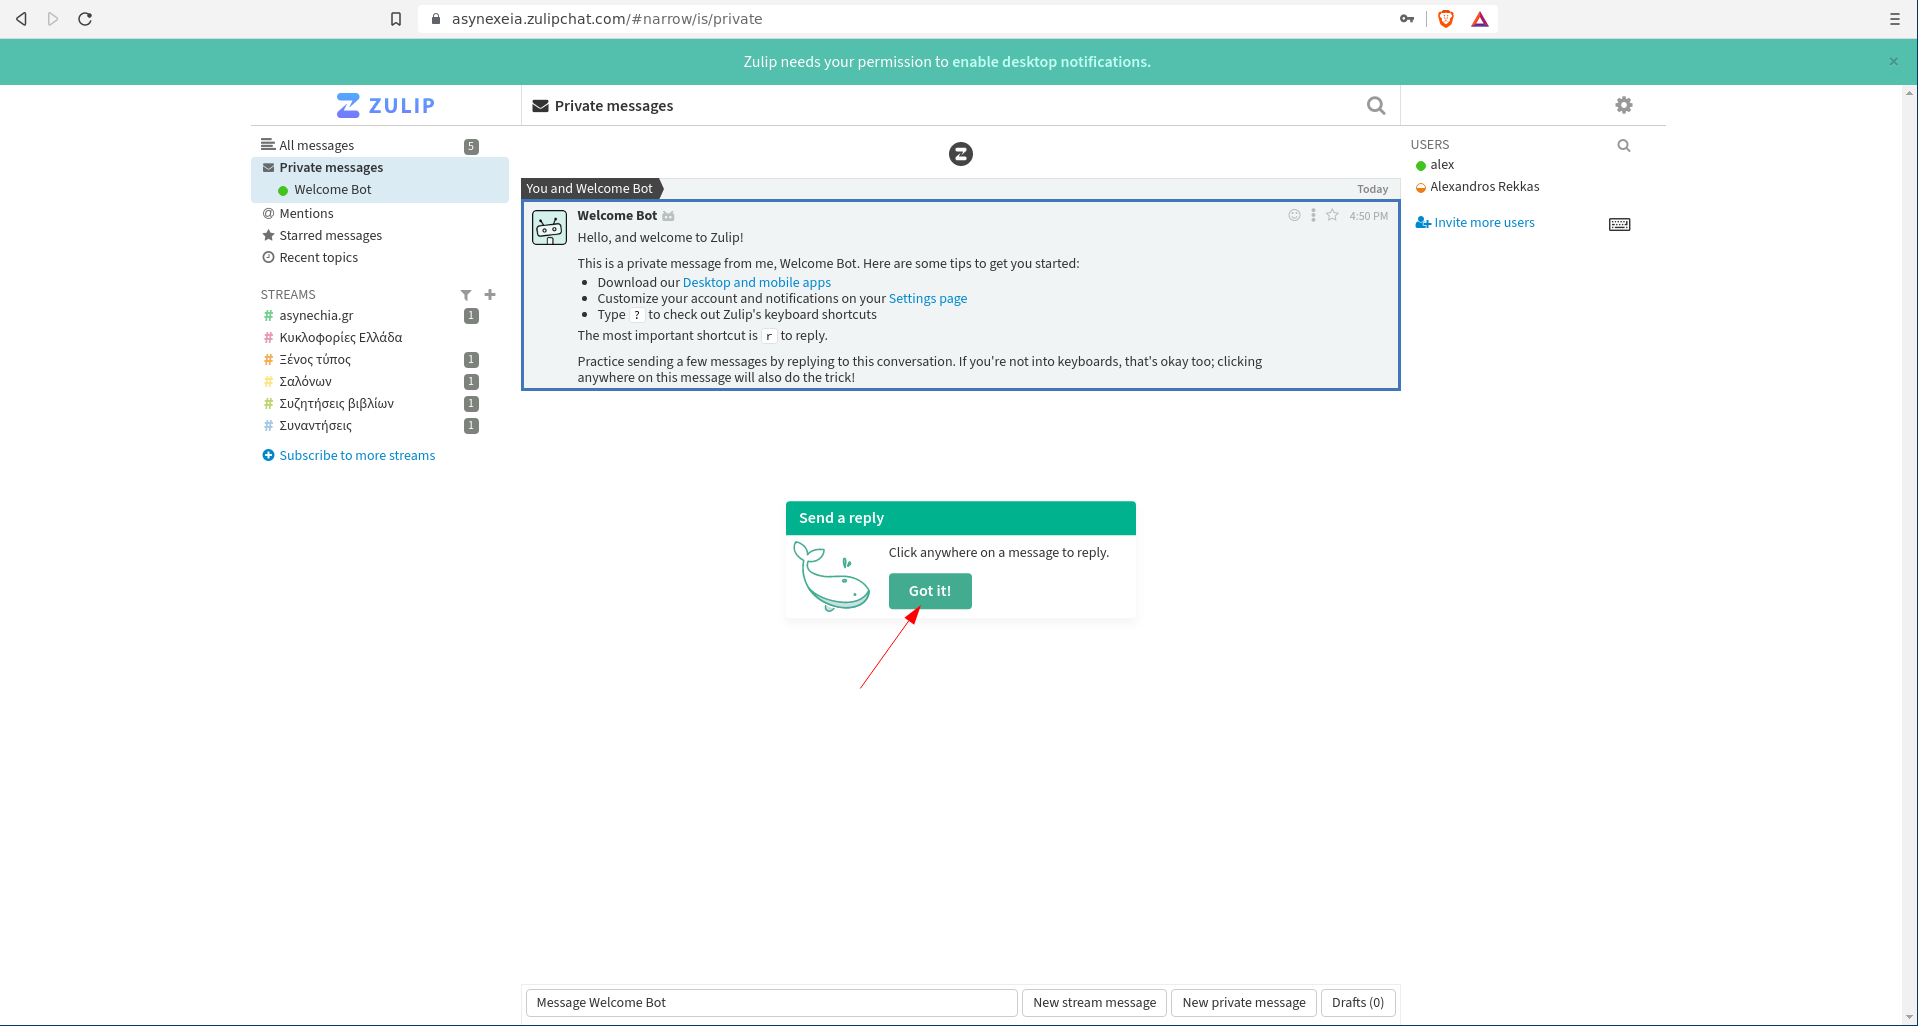 asynexeia.zulipchat.com/#narrow/is/private
Zulip needs your permission to enable desktop notifications.
×
ZULIP
Private messages
All messages 5
Private messages
Welcome Bot
@ Mentions
Starred messages
Recent topics
STREAMS
# asynechia.gr 1
# Κυκλοφορίες Ελλάδα
# Ξένος τύπος 1
# Σαλόνων 1
# Συζητήσεις βιβλίων 1
# Συναντήσεις 1
Subscribe to more streams
You and Welcome Bot Today
Welcome Bot 4:50 PM
Hello, and welcome to Zulip!
This is a private message from me, Welcome Bot. Here are some tips to get you started:
• Download our Desktop and mobile apps
• Customize your account and notifications on your Settings page
• Type ? to check out Zulip's keyboard shortcuts
The most important shortcut is r to reply.
Practice sending a few messages by replying to this conversation. If you're not into keyboards, that's okay too; clicking
anywhere on this message will also do the trick!
Send a reply
Click anywhere on a message to reply.
Got it!
USERS
alex
Alexandros Rekkas
Invite more users
Message Welcome Bot
New stream message
New private message
Drafts (0)